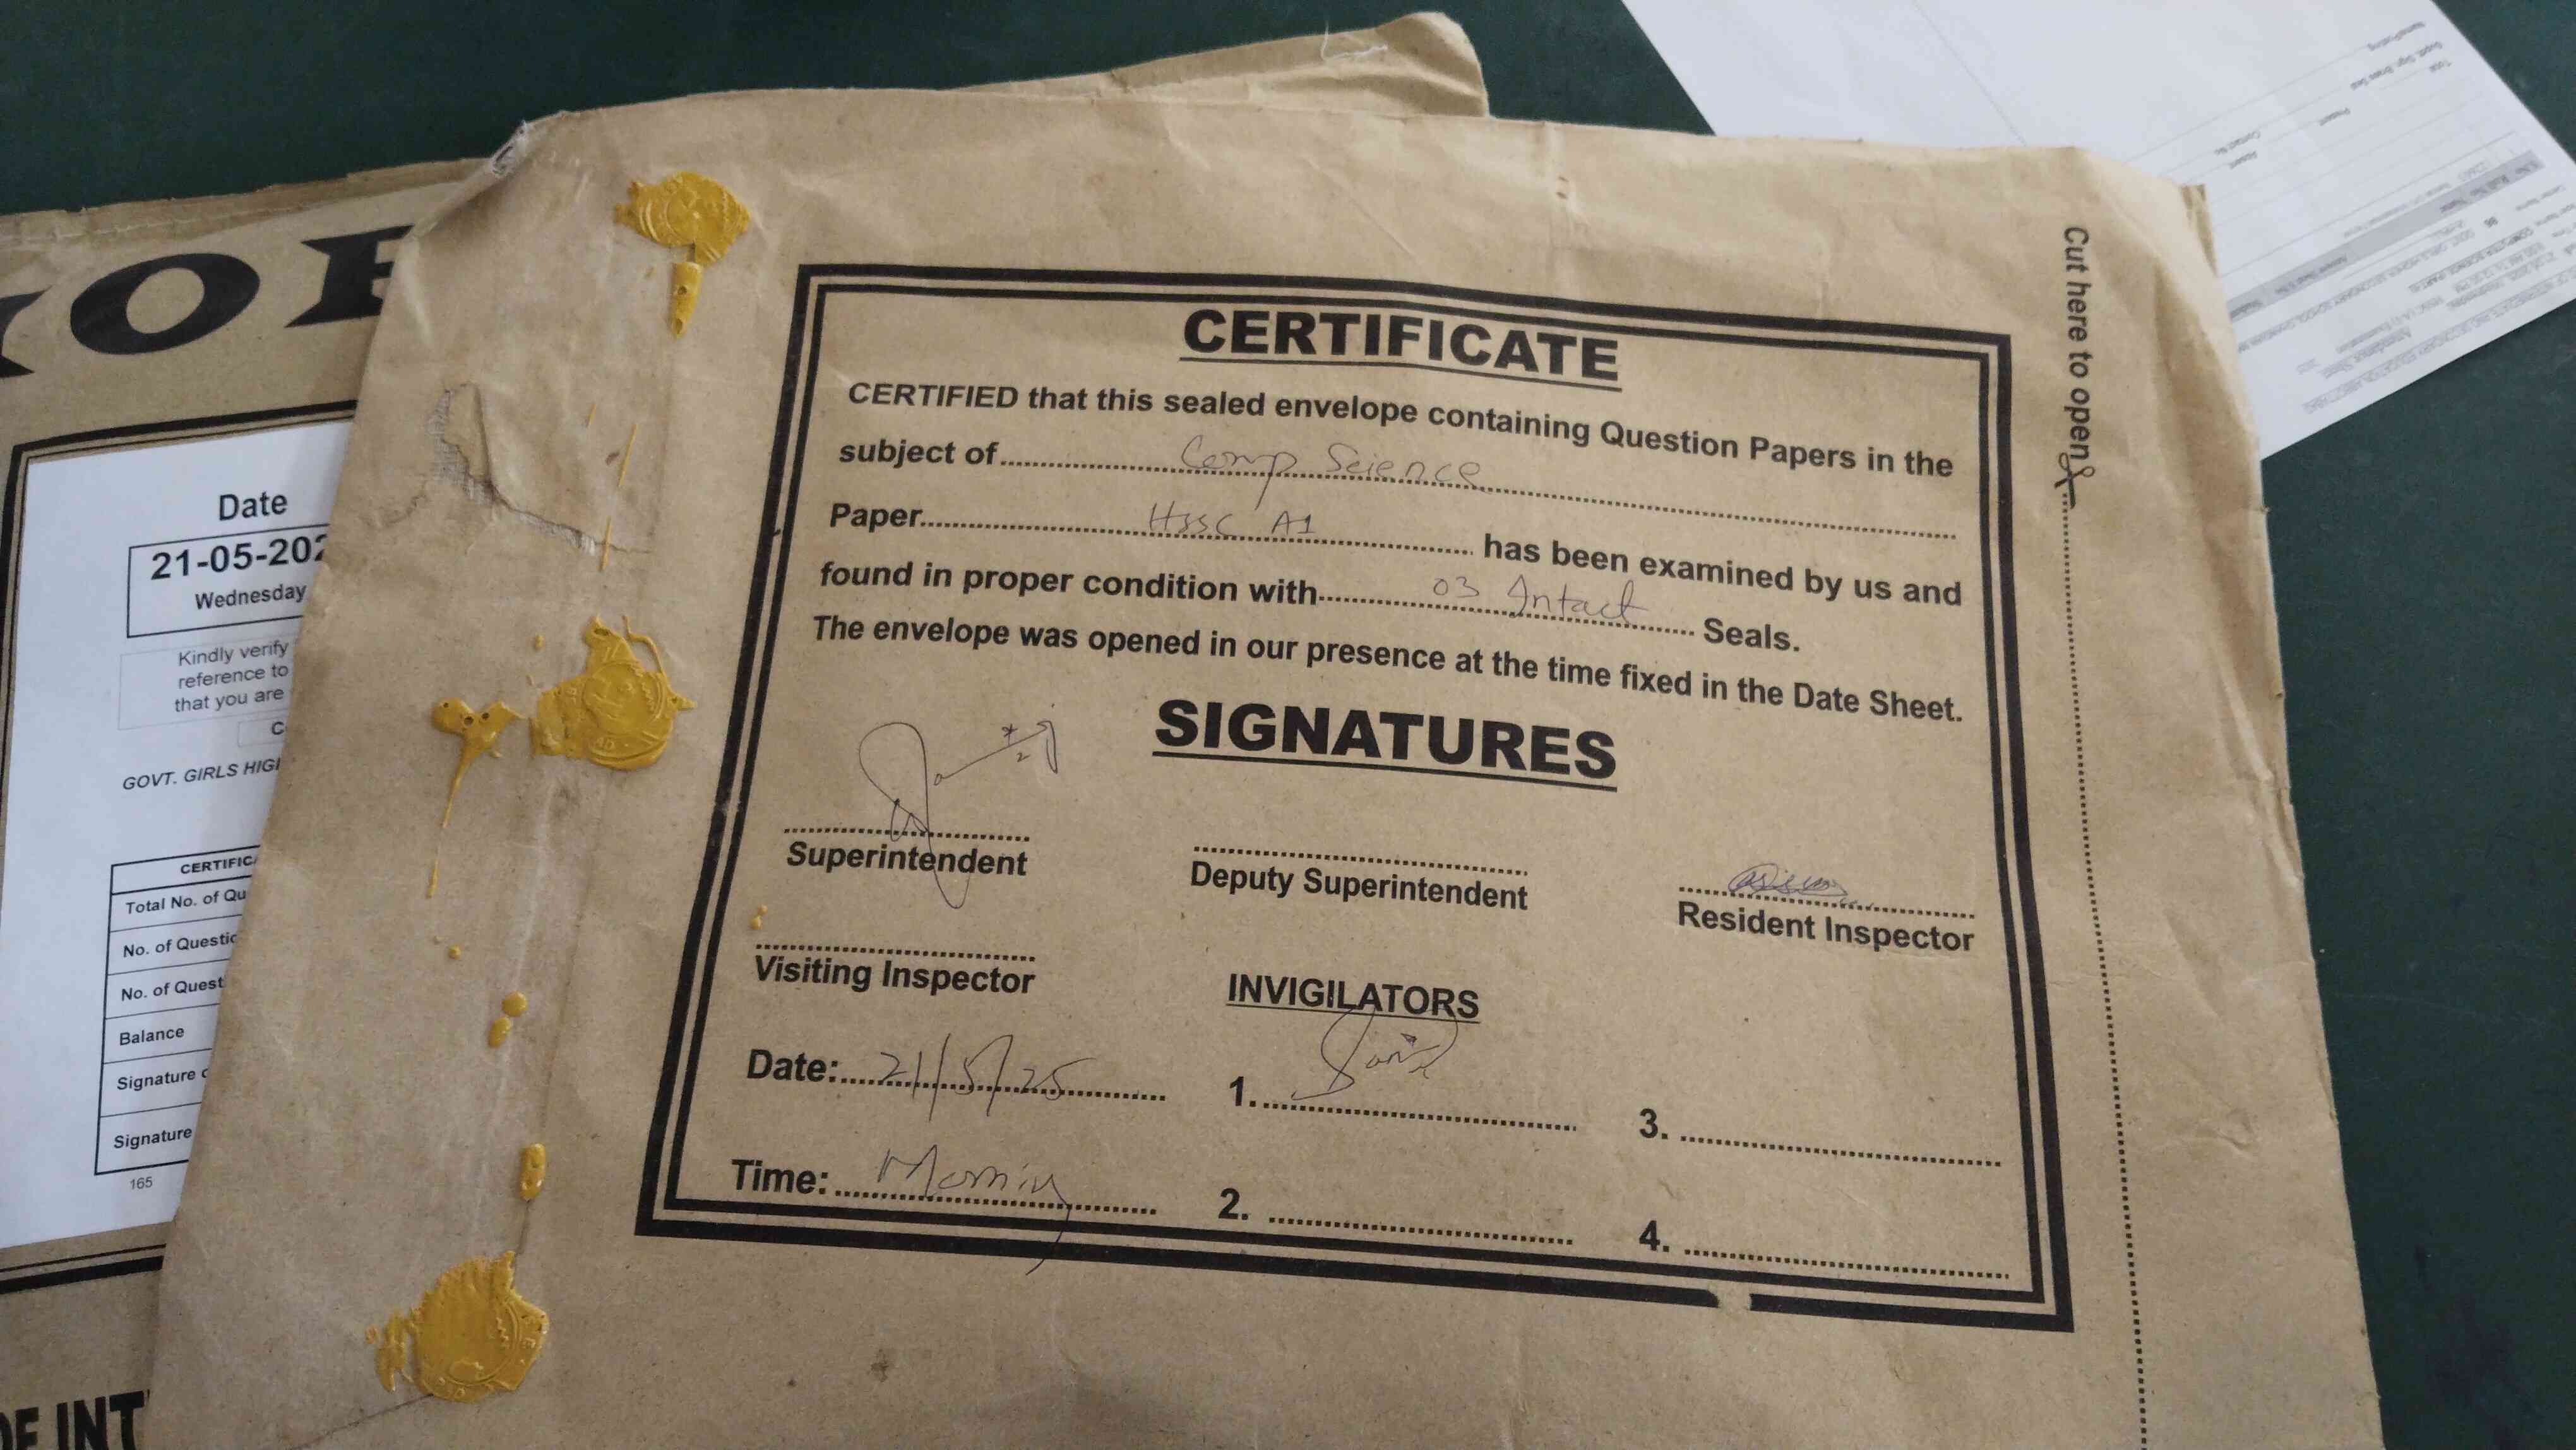 OF
Date
21-05-202
Wednesday
Kindly verify
reference to
that you are
C
GOVT. GIRLS HIGH
CERTIFICA
Total No. of Qu
No. of Questio
No. of Quest
Balance
Signature o
Signature
165
OF INT
CERTIFICATE
CERTIFIED that this sealed envelope containing Question Papers in the
subject of Comp Science
Paper HSSC A1 has been examined by us and
found in proper condition with 03 Intact Seals.
The envelope was opened in our presence at the time fixed in the Date Sheet.
SIGNATURES
Superintendent
Deputy Superintendent
Resident Inspector
Visiting Inspector
INVIGILATORS
Date: 21/5/25
1.
3.
Time: Morning
2.
4.
Cut here to open